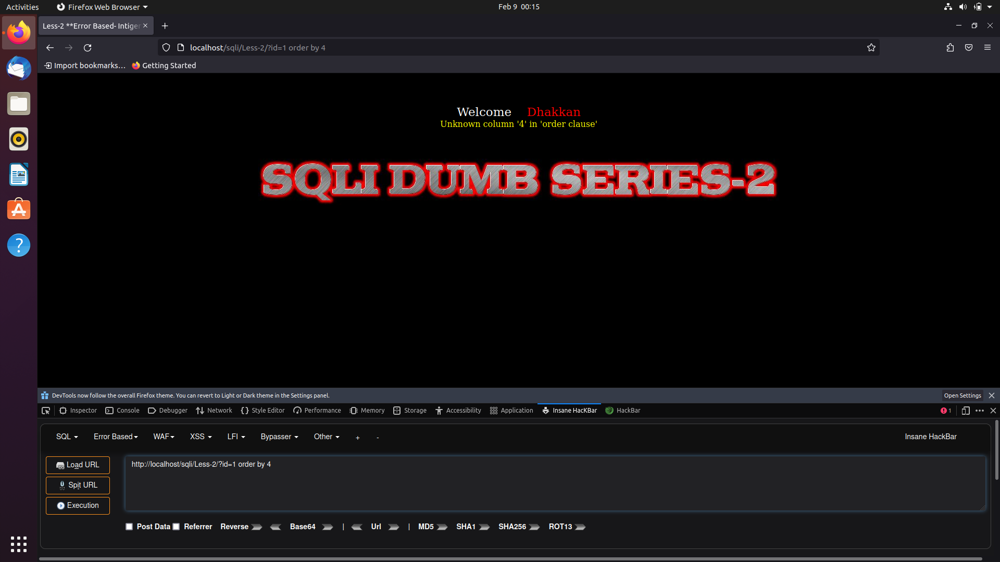 Activities
Firefox Web Browser
Feb 9 00:15
Less-2 **Error Based- Intiger
localhost/sqli/Less-2/?id=1 order by 4
Import bookmarks…
Getting Started
Welcome Dhakkan
Unknown column '4' in 'order clause'
SQLI DUMB SERIES-2
DevTools now follow the overall Firefox theme. You can revert to Light or Dark theme in the Settings panel.
Open Settings
Inspector Console Debugger Network Style Editor Performance Memory Storage Accessibility Application Insane HacKBar HackBar 1
SQL Error Based WAF XSS LFI Bypasser Other + - Insane HackBar
Load URL
http://localhost/sqli/Less-2/?id=1 order by 4
Spit URL
Execution
Post Data Referrer Reverse Base64 | Url | MD5 SHA1 SHA256 ROT13